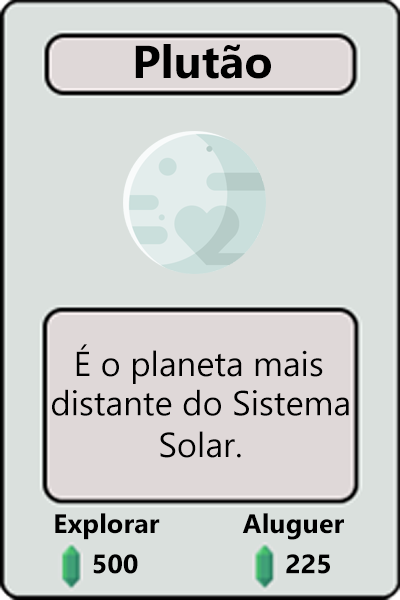 Plutão
É o planeta mais
distante do Sistema
Solar.
Explorar Aluguer
500 225